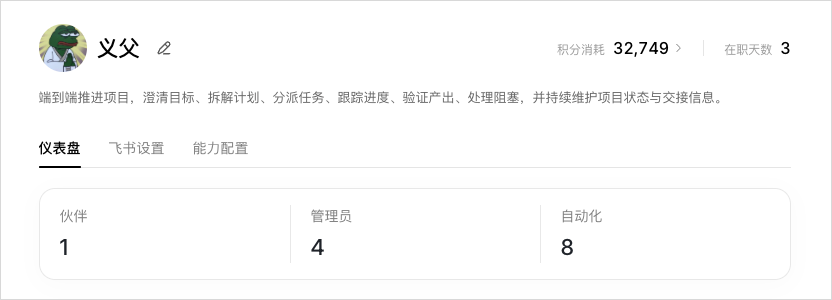 义父
积分消耗 32,749 在职天数 3
端到端推进项目，澄清目标、拆解计划、分派任务、跟踪进度、验证产出、处理阻塞，并持续维护项目状态与交接信息。
仪表盘 飞书设置 能力配置
伙伴 管理员 自动化
1 4 8